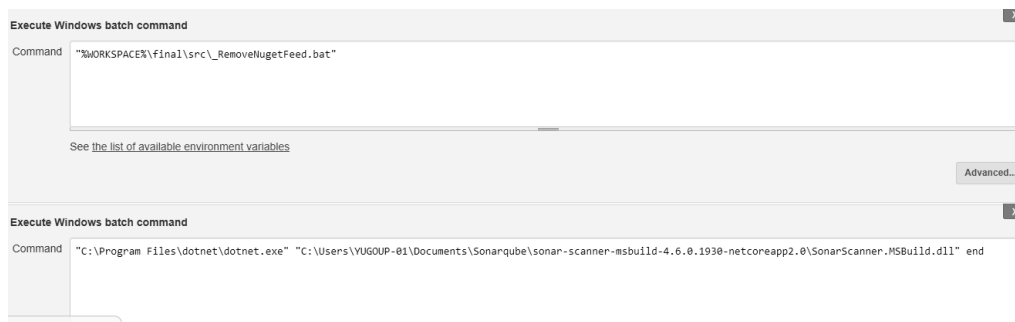 Execute Windows batch command
Command "%WORKSPACE%\final\src\_RemoveNugetFeed.bat"
See the list of available environment variables
Advanced...
Execute Windows batch command
Command "C:\Program Files\dotnet\dotnet.exe" "C:\Users\YUGOUP-01\Documents\Sonarqube\sonar-scanner-msbuild-4.6.0.1930-netcoreapp2.0\SonarScanner.MSBuild.dll" end